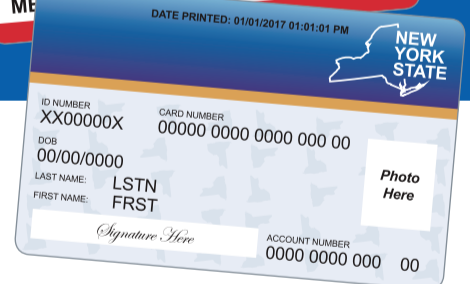 ME
DATE PRINTED: 01/01/2017 01:01:01 PM
NEW
YORK
STATE
ID NUMBER
XX00000X
CARD NUMBER
00000 0000 0000 000 00
DOB
00/00/0000
LAST NAME: LSTN
FIRST NAME: FRST
Photo
Here
Signature Here
ACCOUNT NUMBER
0000 0000 000 00